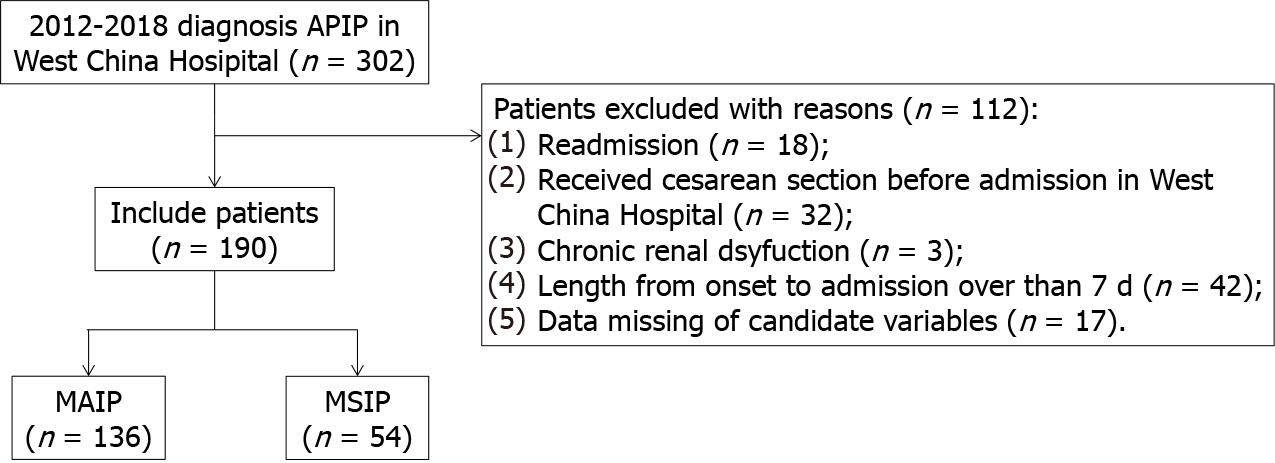 2012-2018 diagnosis APIP in
West China Hosipital (n = 302)
Patients excluded with reasons (n = 112):
(1) Readmission (n = 18);
(2) Received cesarean section before admission in West
China Hospital (n = 32);
(3) Chronic renal dsyfuction (n = 3);
(4) Length from onset to admission over than 7 d (n = 42);
(5) Data missing of candidate variables (n = 17).
Include patients
(n = 190)
MAIP
(n = 136)
MSIP
(n = 54)